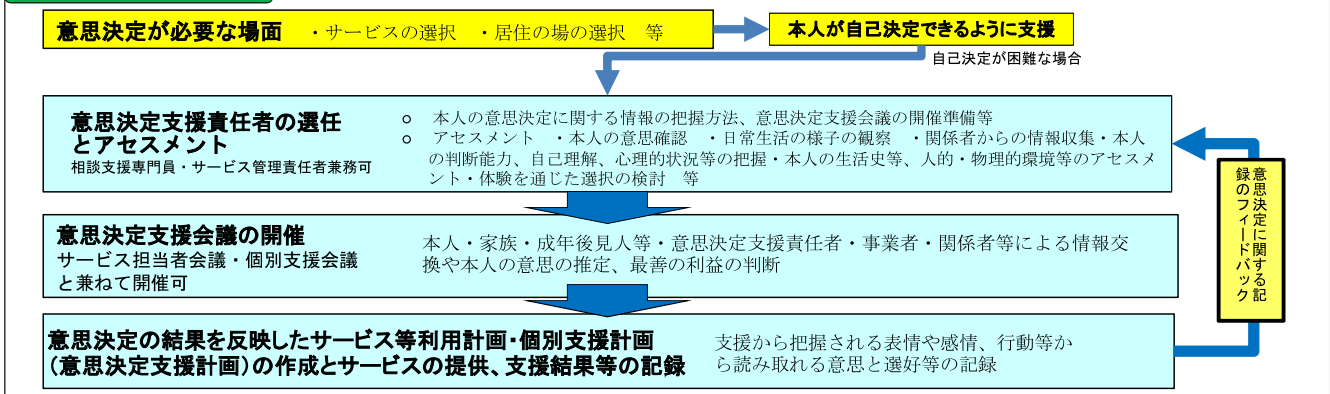 意思決定が必要な場面　・サービスの選択　・居住の場の選択　等
本人が自己決定できるように支援
自己決定が困難な場合
意思決定支援責任者の選任
とアセスメント
相談支援専門員・サービス管理責任者兼務可
○　本人の意思決定に関する情報の把握方法、意思決定支援会議の開催準備等
○　アセスメント　・本人の意思確認　・日常生活の様子の観察　・関係者からの情報収集・本人
の判断能力、自己理解、心理的状況等の把握・本人の生活史等、人的・物理的環境等のアセスメ
ント・体験を通じた選択の検討　等
意思決定支援会議の開催
サービス担当者会議・個別支援会議
と兼ねて開催可
本人・家族・成年後見人等・意思決定支援責任者・事業者・関係者等による情報交
換や本人の意思の推定、最善の利益の判断
意思決定の結果を反映したサービス等利用計画・個別支援計画
（意思決定支援計画）の作成とサービスの提供、支援結果等の記録
支援から把握される表情や感情、行動等か
ら読み取れる意思と選好等の記録
意思決定に関する記
録のフィードバック